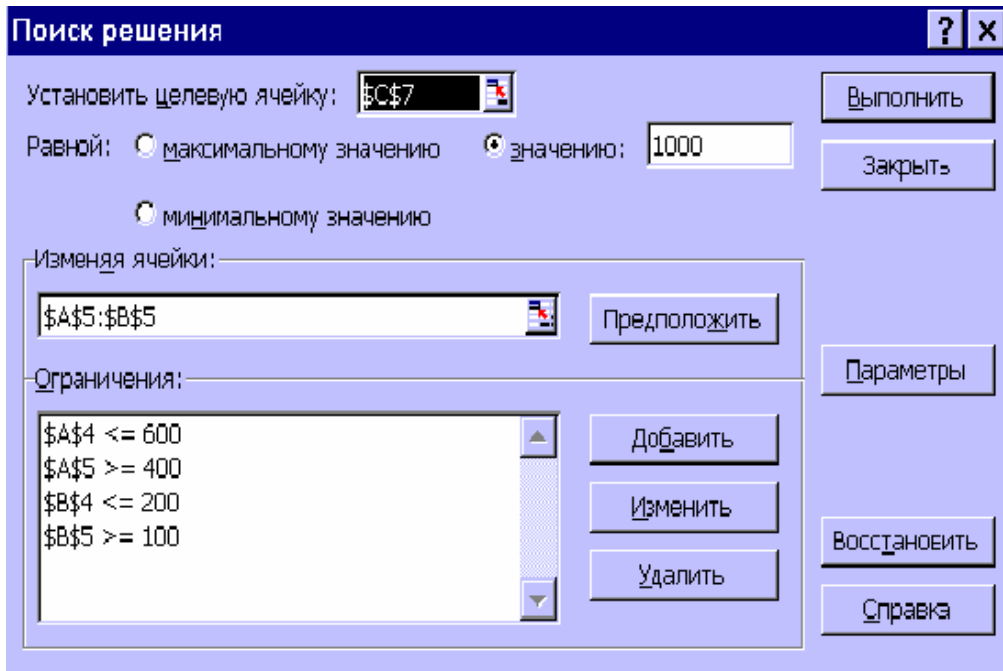 Поиск решения
? X
Установить целевую ячейку: $C$7
Выполнить
Равной: максимальному значению значению: 1000
Закрыть
минимальному значению
Изменяя ячейки:
$A$5:$B$5
Предположить
Параметры
Ограничения:
$A$4 <= 600
$A$5 >= 400
$B$4 <= 200
$B$5 >= 100
Добавить
Изменить
Удалить
Восстановить
Справка